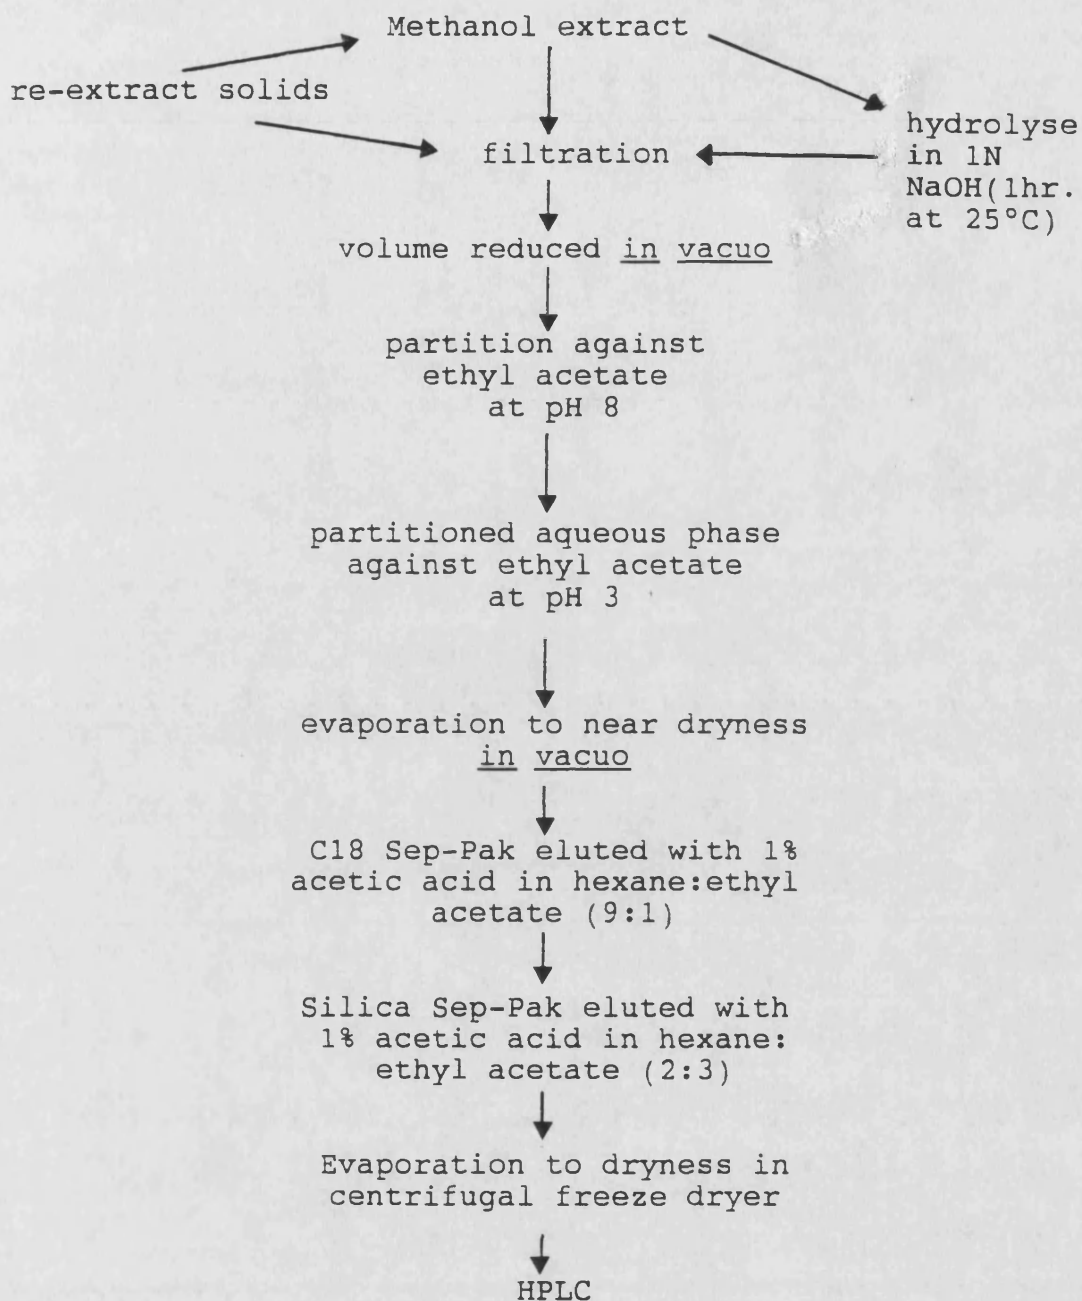 Methanol extract
re-extract solids
hydrolyse
in 1N
NaOH(1hr.
at 25°C)
filtration
volume reduced in vacuo
partition against
ethyl acetate
at pH 8
partitioned aqueous phase
against ethyl acetate
at pH 3
evaporation to near dryness
in vacuo
C18 Sep-Pak eluted with 1%
acetic acid in hexane:ethyl
acetate (9:1)
Silica Sep-Pak eluted with
1% acetic acid in hexane:
ethyl acetate (2:3)
Evaporation to dryness in
centrifugal freeze dryer
HPLC